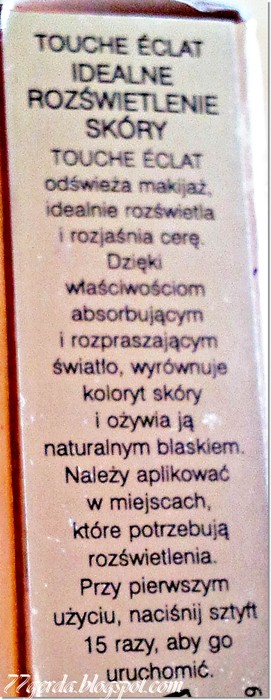 TOUCHE ÉCLAT
IDEALNE
ROZŚWIETLENIE
SKÓRY
TOUCHE ÉCLAT
odświeża makijaż,
idealnie rozświetla
i rozjaśnia cerę.
Dzięki
właściwościom
absorbującym
i rozpraszającym
światło, wyrównuje
koloryt skóry
i ożywia ją
naturalnym blaskiem.
Należy aplikować
w miejscach,
które potrzebują
rozświetlenia.
Przy pierwszym
użyciu, naciśnij sztyft
15 razy, aby go
uruchomić.
77gerda.blogspot.com